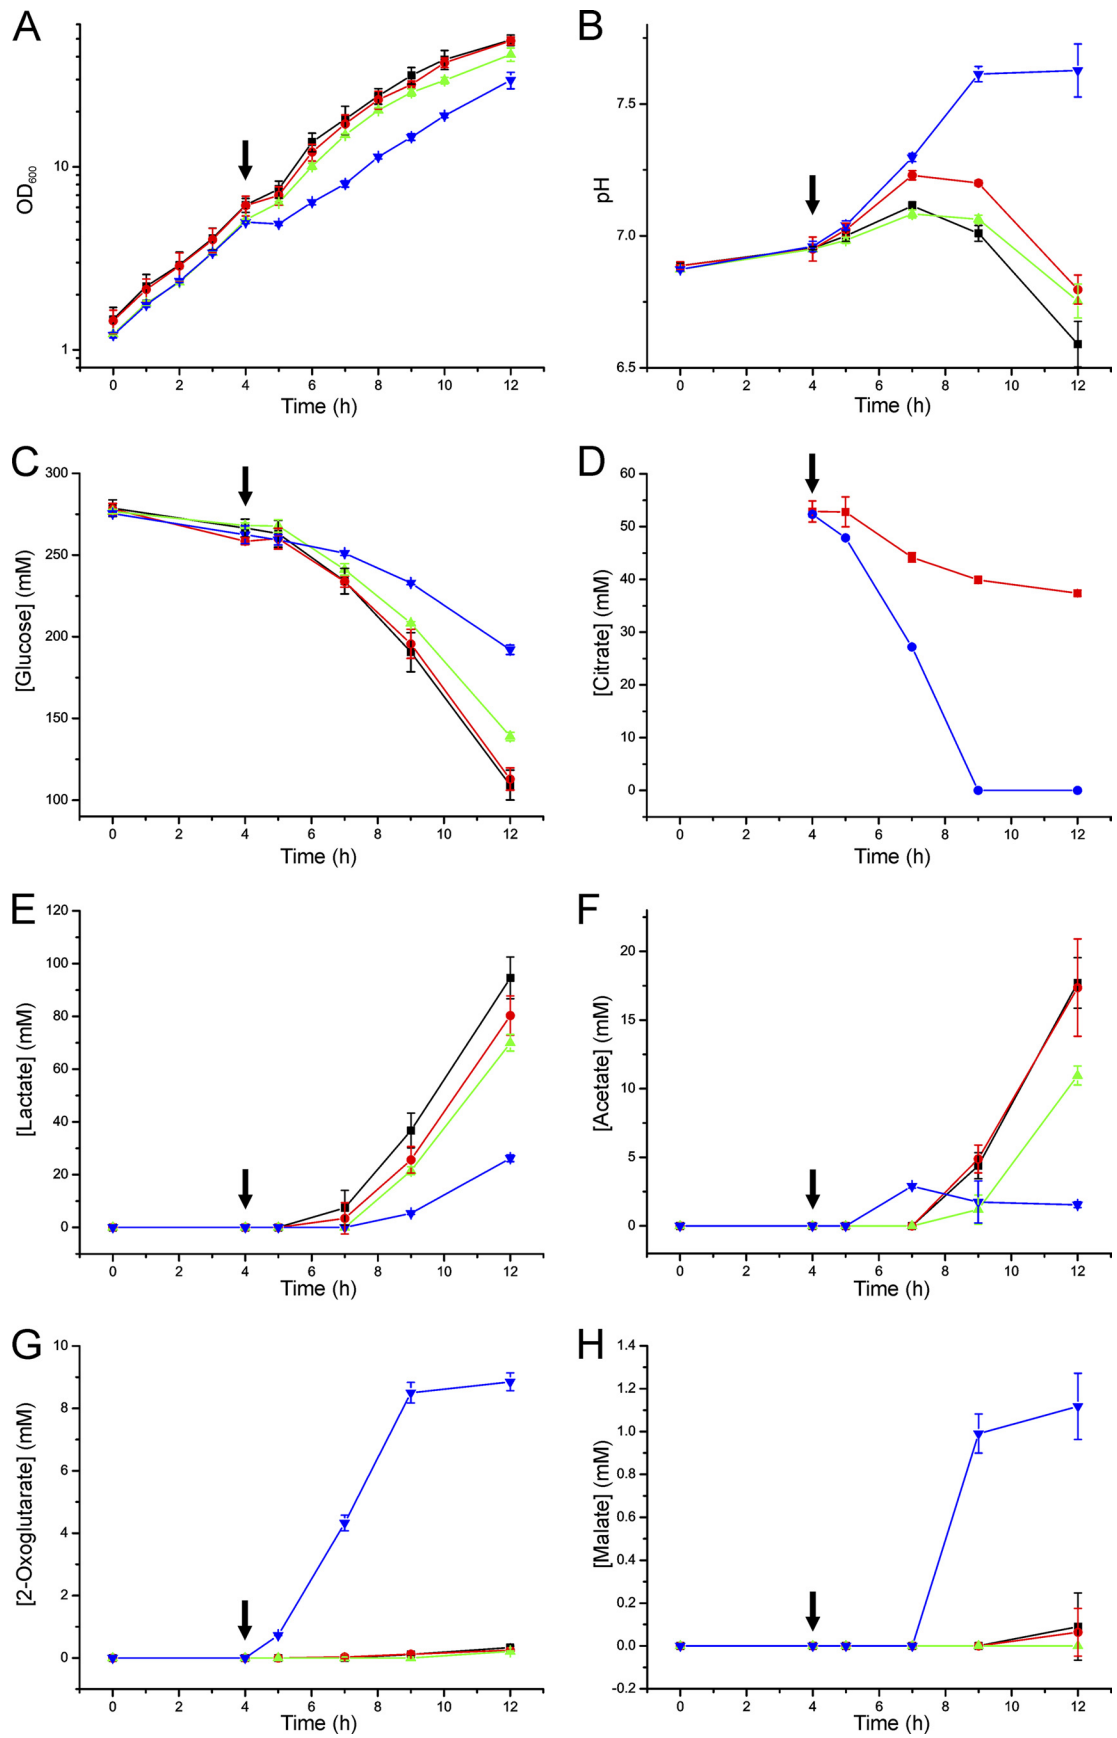 A
10
1
OD600
0 2 4 6 8 10 12
Time (h)
B
7.5
7.0
6.5
pH
0 2 4 6 8 10 12
Time (h)
C
300
250
200
150
100
[Glucose] (mM)
0 2 4 6 8 10 12
Time (h)
D
60
50
40
30
20
10
0
[Citrate] (mM)
0 2 4 6 8 10 12
Time (h)
E
120
100
80
60
40
20
0
[Lactate] (mM)
0 2 4 6 8 10 12
Time (h)
F
20
15
10
5
0
[Acetate] (mM)
0 2 4 6 8 10 12
Time (h)
G
10
8
6
4
2
0
[2-Oxoglutarate] (mM)
0 2 4 6 8 10 12
Time (h)
H
1.4
1.2
1.0
0.8
0.6
0.4
0.2
0.0
-0.2
[Malate] (mM)
0 2 4 6 8 10 12
Time (h)